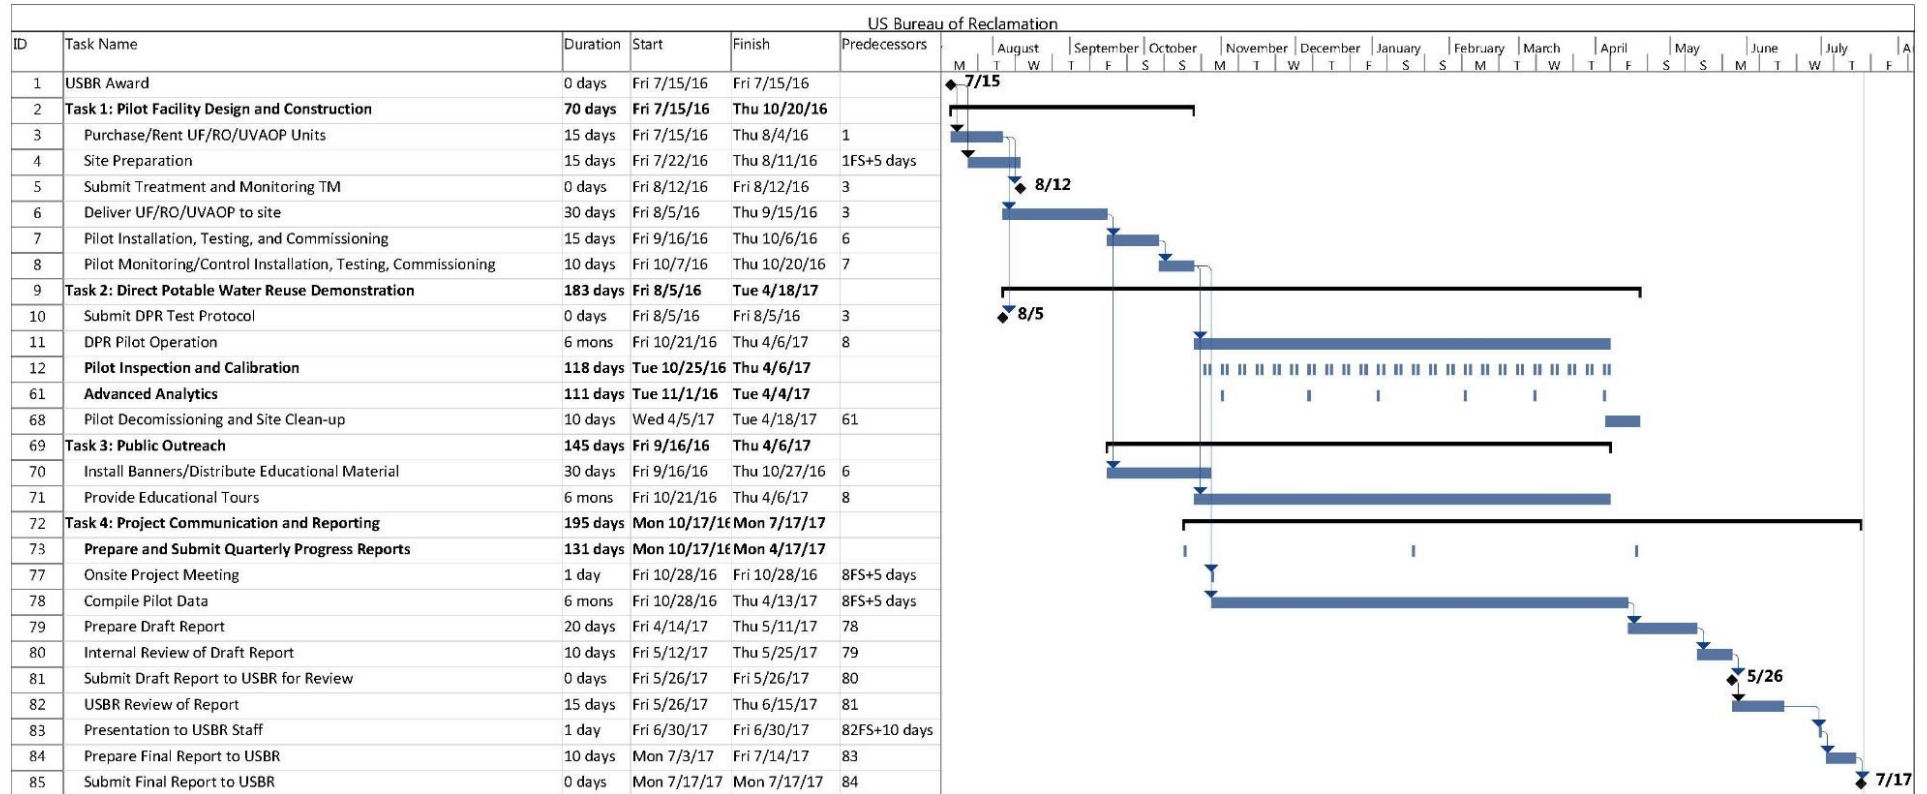 US Bureau of Reclamation
ID Task Name Duration Start Finish Predecessors August September October November December January February March April May June July A
M T W T F S S M T W T F S S M T W T F S S M T W T F
1 USBR Award 0 days Fri 7/15/16 Fri 7/15/16 7/15
2 Task 1: Pilot Facility Design and Construction 70 days Fri 7/15/16 Thu 10/20/16
3 Purchase/Rent UF/RO/UVAOP Units 15 days Fri 7/15/16 Thu 8/4/16 1
4 Site Preparation 15 days Fri 7/22/16 Thu 8/11/16 1FS+5 days
5 Submit Treatment and Monitoring TM 0 days Fri 8/12/16 Fri 8/12/16 3 8/12
6 Deliver UF/RO/UVAOP to site 30 days Fri 8/5/16 Thu 9/15/16 3
7 Pilot Installation, Testing, and Commissioning 15 days Fri 9/16/16 Thu 10/6/16 6
8 Pilot Monitoring/Control Installation, Testing, Commissioning 10 days Fri 10/7/16 Thu 10/20/16 7
9 Task 2: Direct Potable Water Reuse Demonstration 183 days Fri 8/5/16 Tue 4/18/17
10 Submit DPR Test Protocol 0 days Fri 8/5/16 Fri 8/5/16 3 8/5
11 DPR Pilot Operation 6 mons Fri 10/21/16 Thu 4/6/17 8
12 Pilot Inspection and Calibration 118 days Tue 10/25/16 Thu 4/6/17
61 Advanced Analytics 111 days Tue 11/1/16 Tue 4/4/17
68 Pilot Decomissioning and Site Clean-up 10 days Wed 4/5/17 Tue 4/18/17 61
69 Task 3: Public Outreach 145 days Fri 9/16/16 Thu 4/6/17
70 Install Banners/Distribute Educational Material 30 days Fri 9/16/16 Thu 10/27/16 6
71 Provide Educational Tours 6 mons Fri 10/21/16 Thu 4/6/17 8
72 Task 4: Project Communication and Reporting 195 days Mon 10/17/16 Mon 7/17/17
73 Prepare and Submit Quarterly Progress Reports 131 days Mon 10/17/16 Mon 4/17/17
77 Onsite Project Meeting 1 day Fri 10/28/16 Fri 10/28/16 8FS+5 days
78 Compile Pilot Data 6 mons Fri 10/28/16 Thu 4/13/17 8FS+5 days
79 Prepare Draft Report 20 days Fri 4/14/17 Thu 5/11/17 78
80 Internal Review of Draft Report 10 days Fri 5/12/17 Thu 5/25/17 79
81 Submit Draft Report to USBR for Review 0 days Fri 5/26/17 Fri 5/26/17 80 5/26
82 USBR Review of Report 15 days Fri 5/26/17 Thu 6/15/17 81
83 Presentation to USBR Staff 1 day Fri 6/30/17 Fri 6/30/17 82FS+10 days
84 Prepare Final Report to USBR 10 days Mon 7/3/17 Fri 7/14/17 83
85 Submit Final Report to USBR 0 days Mon 7/17/17 Mon 7/17/17 84 7/17